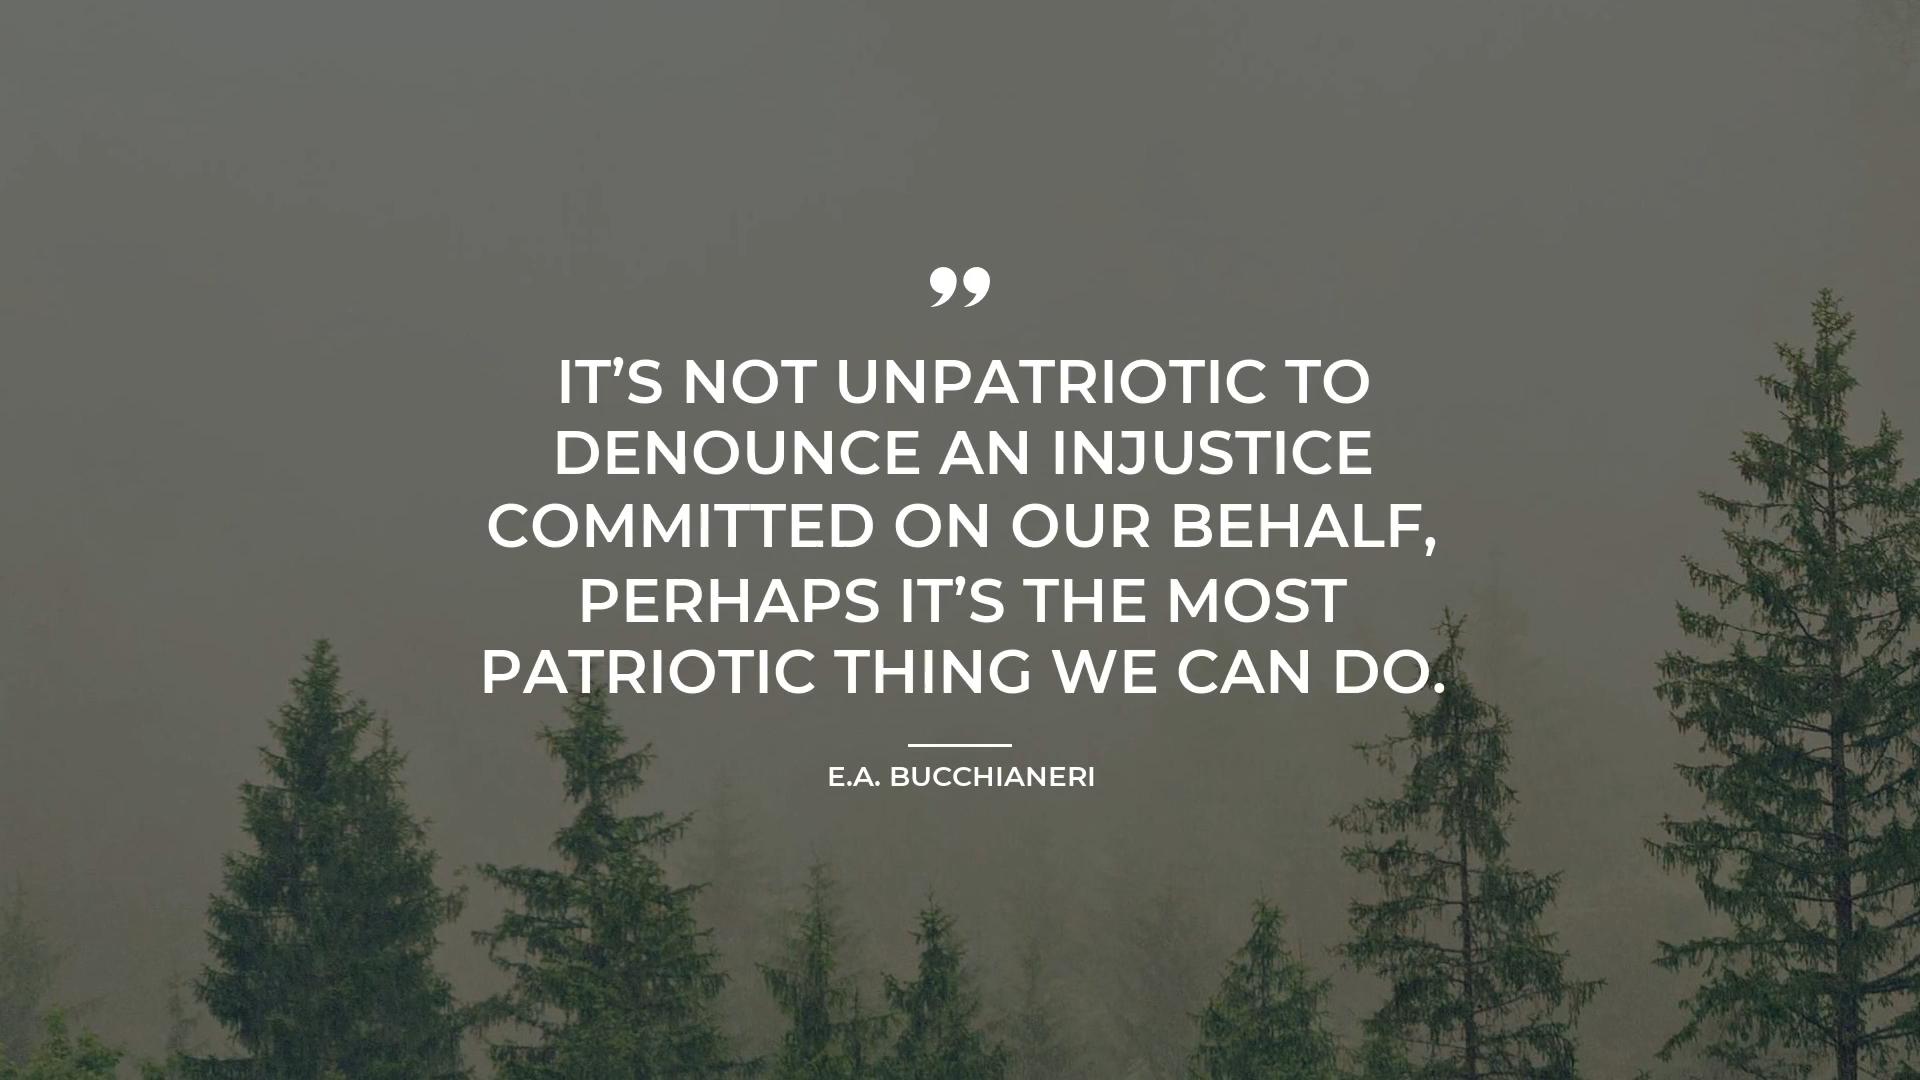 ”
IT’S NOT UNPATRIOTIC TO
DENOUNCE AN INJUSTICE
COMMITTED ON OUR BEHALF,
PERHAPS IT’S THE MOST
PATRIOTIC THING WE CAN DO.
E.A. BUCCHIANERI